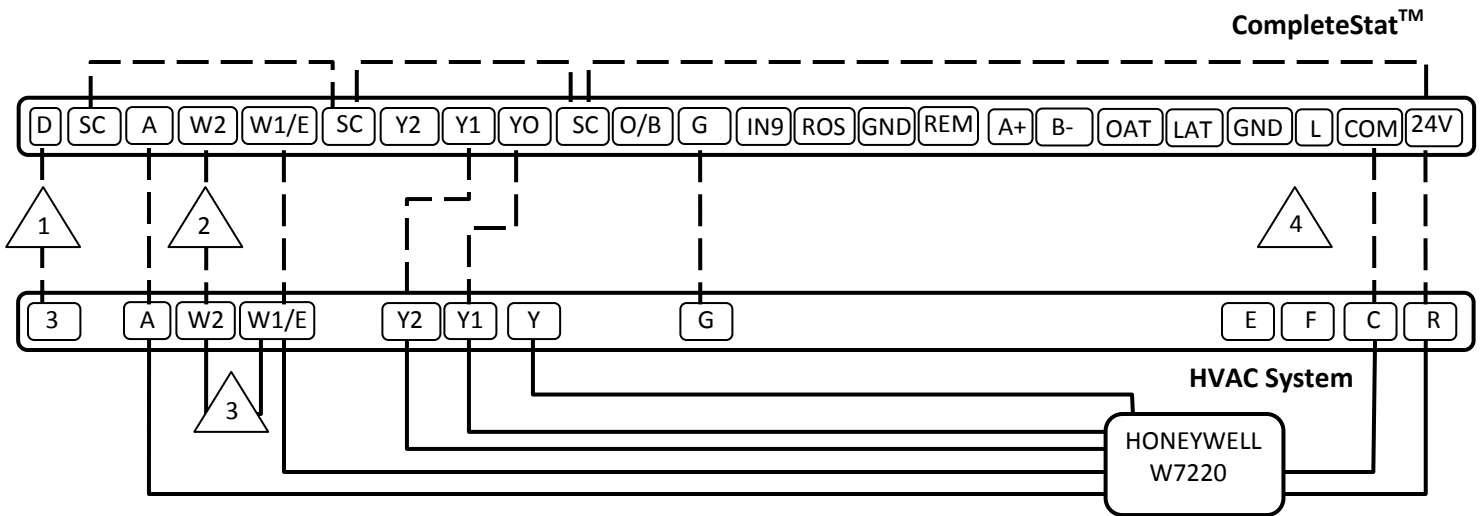 CompleteStat™
D SC A W2 W1/E SC Y2 Y1 YO SC O/B G IN9 ROS GND REM A+ B- OAT LAT GND L COM 24V
1 2 4
3 A W2 W1/E Y2 Y1 Y G E F C R
HVAC System
3
HONEYWELL
W7220